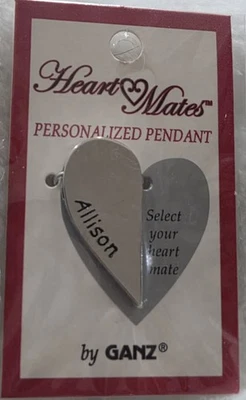 Heart Mates™
PERSONALIZED PENDANT
Allison
Select
your
heart
mate
by GANZ®